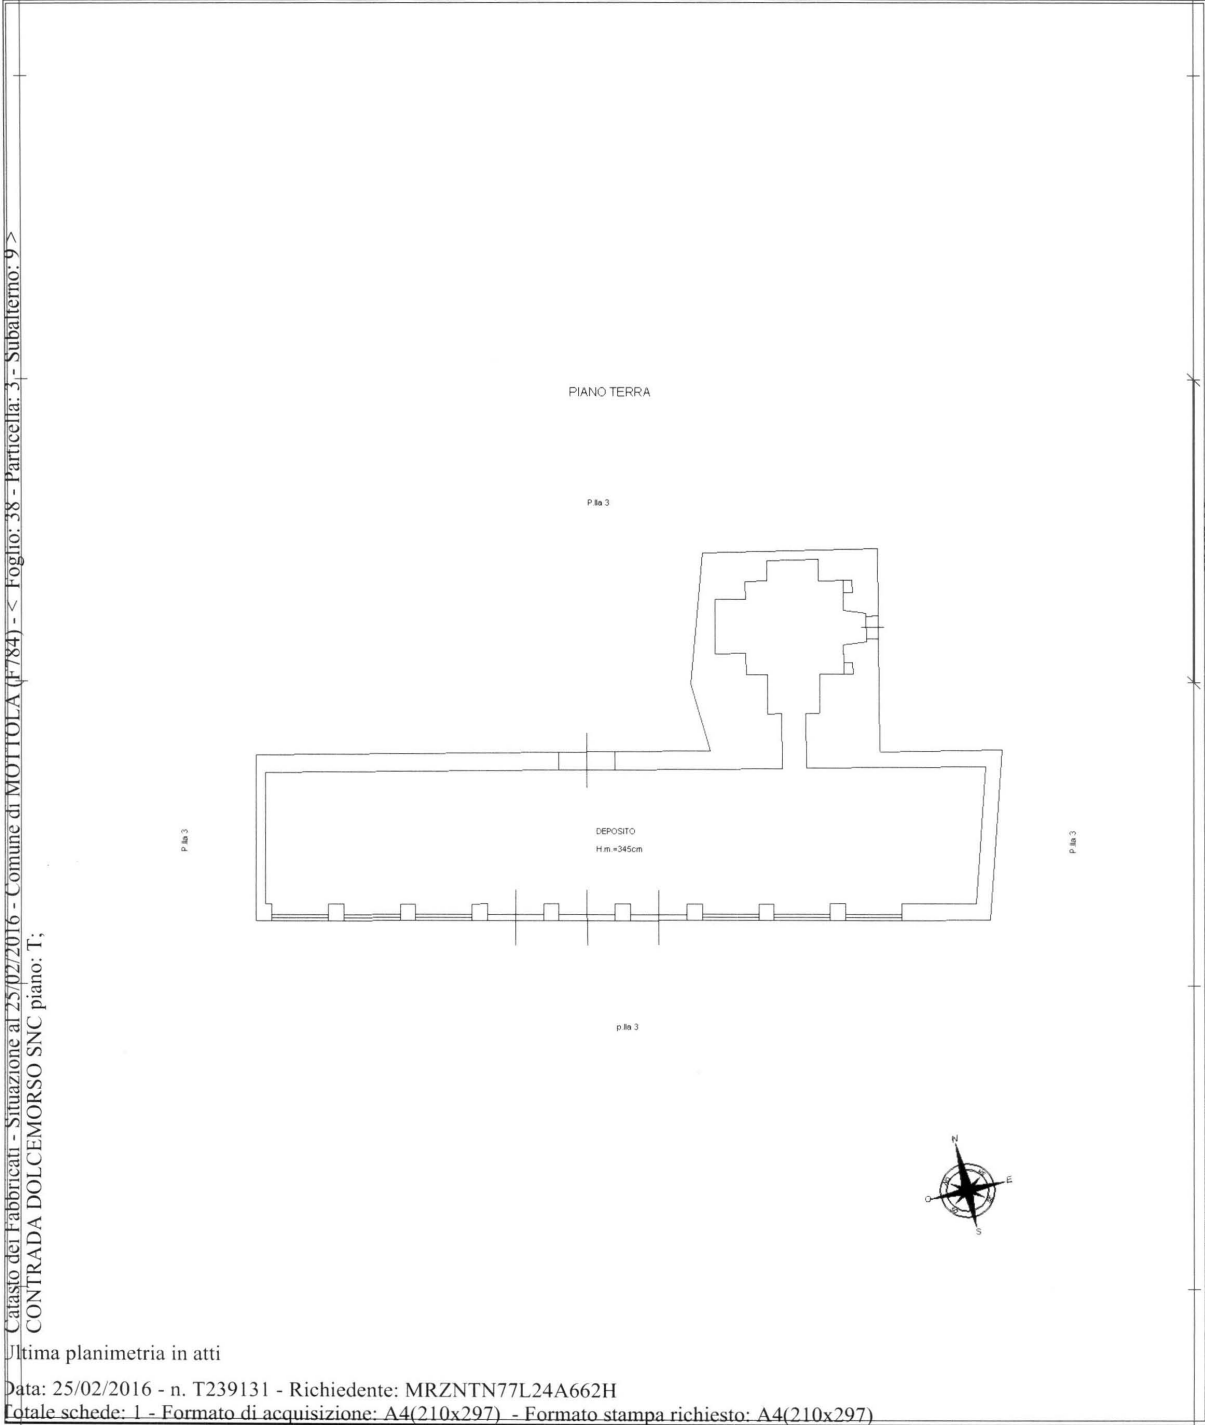 PIANO TERRA
P.lla 3
P.lla 3
DEPOSITO
H.m.=345cm
P.lla 3
p.lla 3
N
E
O
S
Catasto dei Fabbricati - Situazione al 25/02/2016 - Comune di MOTTOLA (F784) - < Foglio: 38 - Particella: 3 - Subalterno: 9 >
CONTRADA DOLCEMORSO SNC piano: T;
Ultima planimetria in atti
Data: 25/02/2016 - n. T239131 - Richiedente: MRZNTN77L24A662H
Totale schede: 1 - Formato di acquisizione: A4(210x297) - Formato stampa richiesto: A4(210x297)